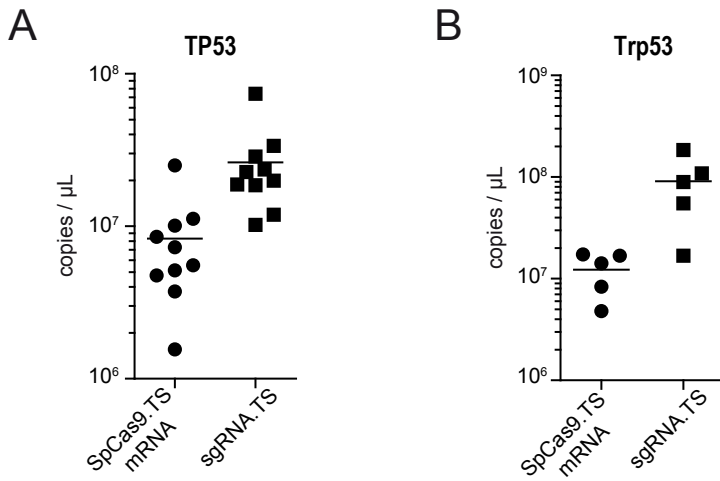 A
TP53
copies / µL
10⁸
10⁷
10⁶
SpCas9.TS
mRNA
sgRNA.TS
B
Trp53
copies / µL
10⁹
10⁸
10⁷
10⁶
SpCas9.TS
mRNA
sgRNA.TS